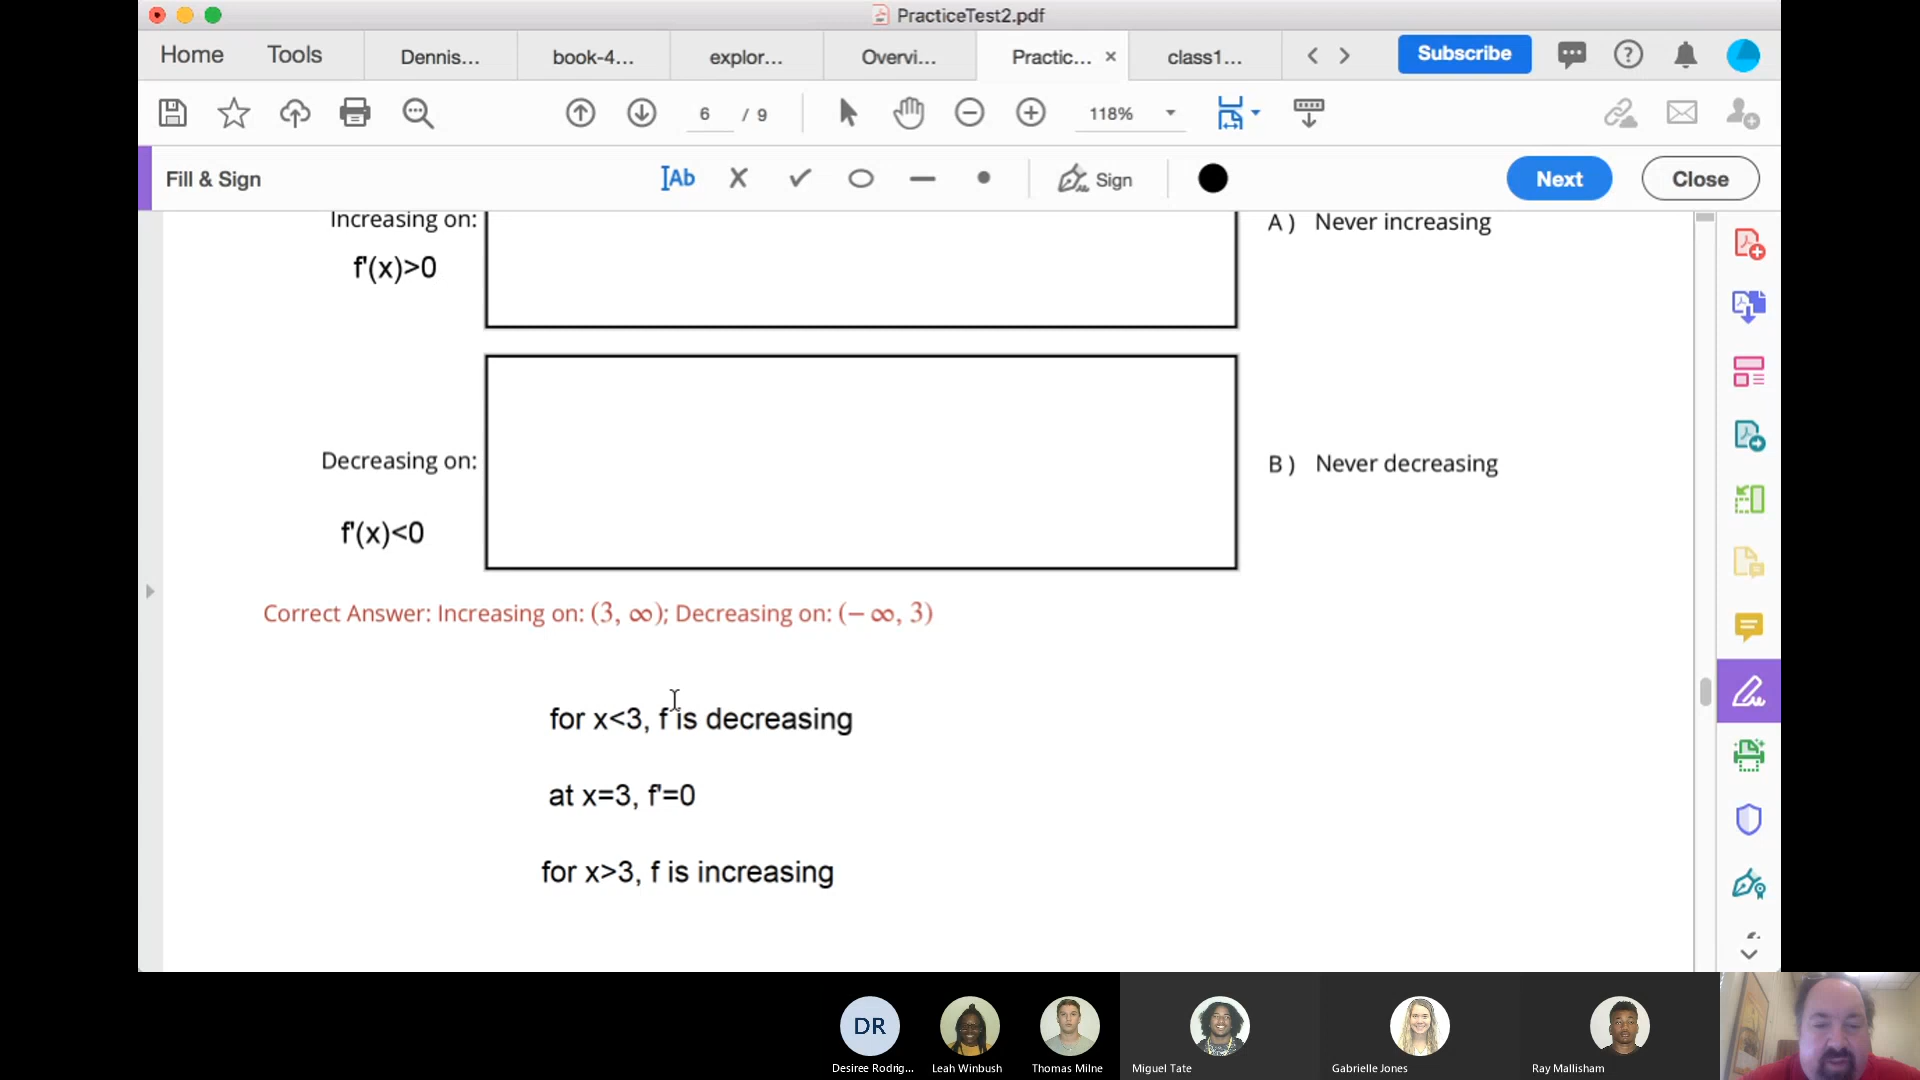 PracticeTest2.pdf
Home Tools Dennis... book-4... explor... Overvi... Practic... × class1... Subscribe
6 / 9 118%
Fill & Sign Ab Sign Next Close
Increasing on: A ) Never increasing
f'(x)>0
Decreasing on: B ) Never decreasing
f'(x)<0
Correct Answer: Increasing on: (3, ∞); Decreasing on: (− ∞, 3)
for x<3, f is decreasing
at x=3, f'=0
for x>3, f is increasing
DR
Desiree Rodrig... Leah Winbush Thomas Milne Miguel Tate Gabrielle Jones Ray Mallisham